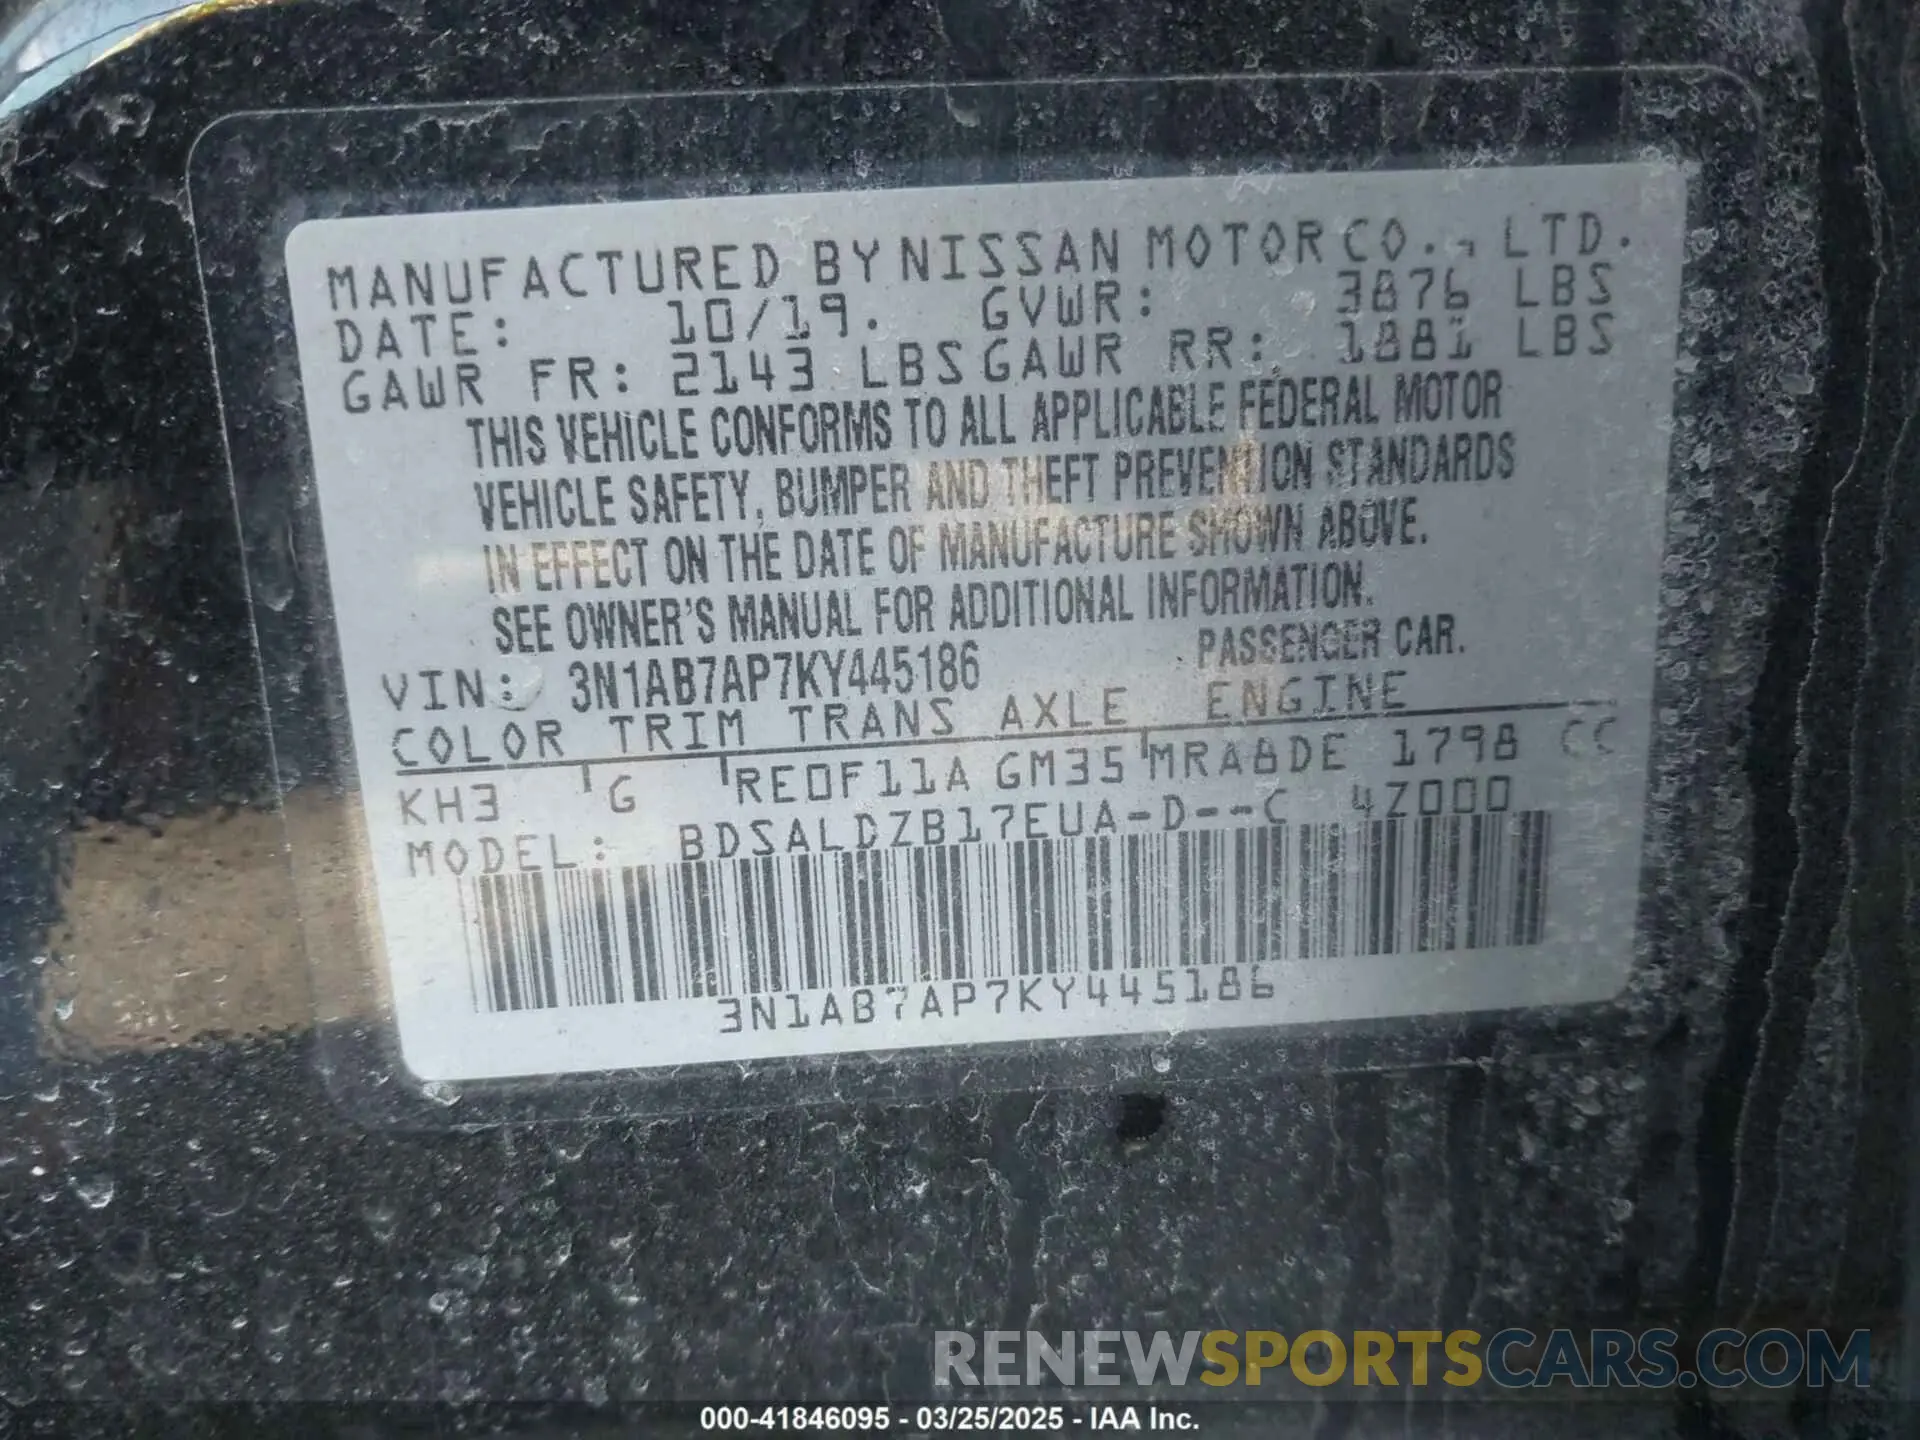 MANUFACTURED BY NISSAN MOTOR CO., LTD.
DATE: 10/19. GVWR: 3876 LBS
GAWR FR: 2143 LBS GAWR RR: 1881 LBS
THIS VEHICLE CONFORMS TO ALL APPLICABLE FEDERAL MOTOR
VEHICLE SAFETY, BUMPER AND THEFT PREVENTION STANDARDS
IN EFFECT ON THE DATE OF MANUFACTURE SHOWN ABOVE.
SEE OWNER'S MANUAL FOR ADDITIONAL INFORMATION.
VIN: 3N1AB7AP7KY445186 PASSENGER CAR.
COLOR TRIM TRANS AXLE ENGINE
KH3 G RE0F11A GM35 MRA8DE 1798 CC
MODEL: BDSALDZB17EUA-D--C 4Z000
3N1AB7AP7KY445186
RENEWSPORTSCARS.COM
000-41846095 - 03/25/2025 - IAA Inc.